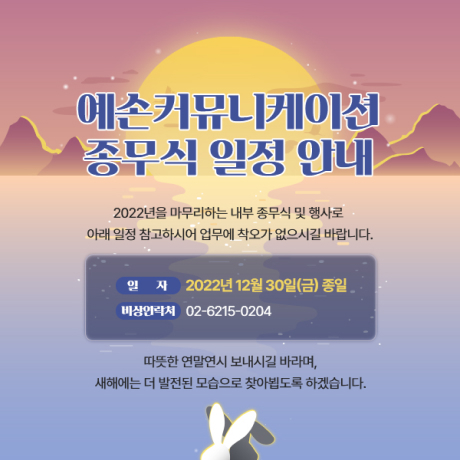 예손커뮤니케이션
종무식 일정 안내
2022년을 마무리하는 내부 종무식 및 행사로
아래 일정 참고하시어 업무에 착오가 없으시길 바랍니다.
일 자 2022년 12월 30일(금) 종일
비상연락처 02-6215-0204
따뜻한 연말연시 보내시길 바라며,
새해에는 더 발전된 모습으로 찾아뵙도록 하겠습니다.